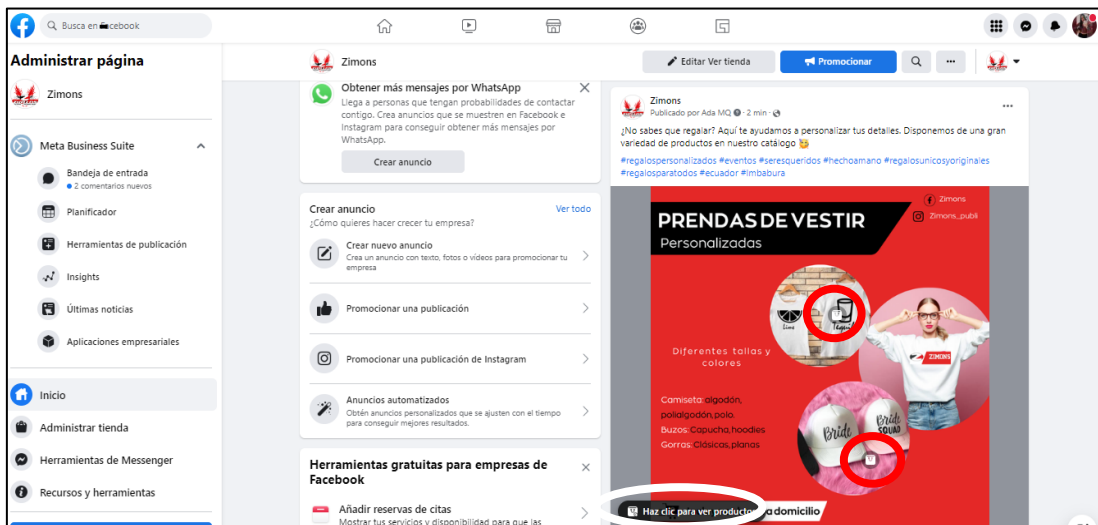 Busca en Facebook
Administrar página
Zimons
Meta Business Suite
Bandeja de entrada
2 comentarios nuevos
Planificador
Herramientas de publicación
Insights
Últimas noticias
Aplicaciones empresariales
Inicio
Administrar tienda
Herramientas de Messenger
Recursos y herramientas
Zimons
Editar Ver tienda
Promocionar
Obtener más mensajes por WhatsApp
Llega a personas que tengan probabilidades de contactar
contigo. Crea anuncios que se muestren en Facebook e
Instagram para conseguir obtener más mensajes por
WhatsApp.
Crear anuncio
Crear anuncio
Ver todo
¿Cómo quieres hacer crecer tu empresa?
Crear nuevo anuncio
Crea un anuncio con texto, fotos o vídeos para promocionar tu
empresa
Promocionar una publicación
Promocionar una publicación de Instagram
Anuncios automatizados
Obtén anuncios personalizados que se ajusten con el tiempo
para conseguir mejores resultados.
Herramientas gratuitas para empresas de
Facebook
Añadir reservas de citas
Mostrar tus servicios y disponibilidad para que las
Zimons
Publicado por Ada MQ · 2 min ·
¿No sabes que regalar? Aquí te ayudamos a personalizar tus detalles. Disponemos de una gran
variedad de productos en nuestro catálogo
#regalospersonalizados #eventos #seresqueridos #hechoamano #regalosunicosyoriginales
#regalosparatodos #ecuador #imbabura
Zimons
Zimons_publi
PRENDAS DE VESTIR
Personalizadas
Lime
ZIMONS
Diferentes tallas y
colores
Camiseta: algodón,
polialgodón, polo.
Buzos: Capucha, hoodies
Gorras: Clásicas, planas
Bride
Bride
SQUAD
Haz clic para ver productos
a domicilio